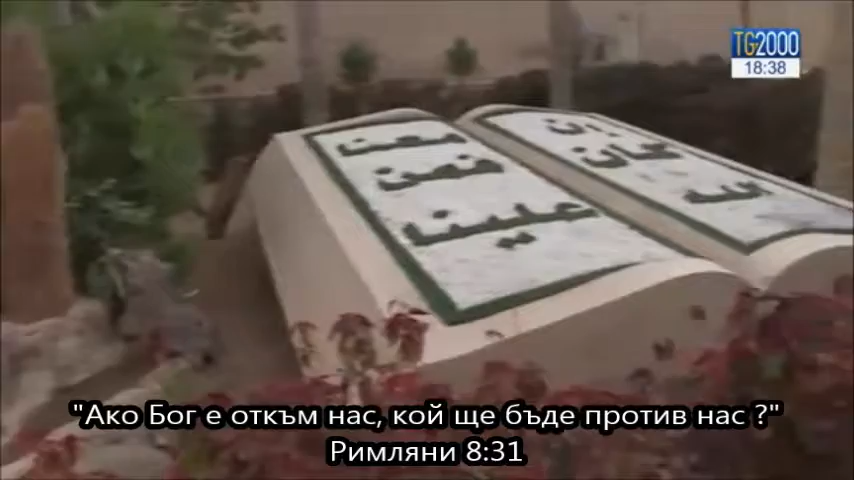 TG2000
18:38
إن
كان
الله
معنا
فمن
علينا
"Ако Бог е откъм нас, кой ще бъде против нас ?"
Римляни 8:31